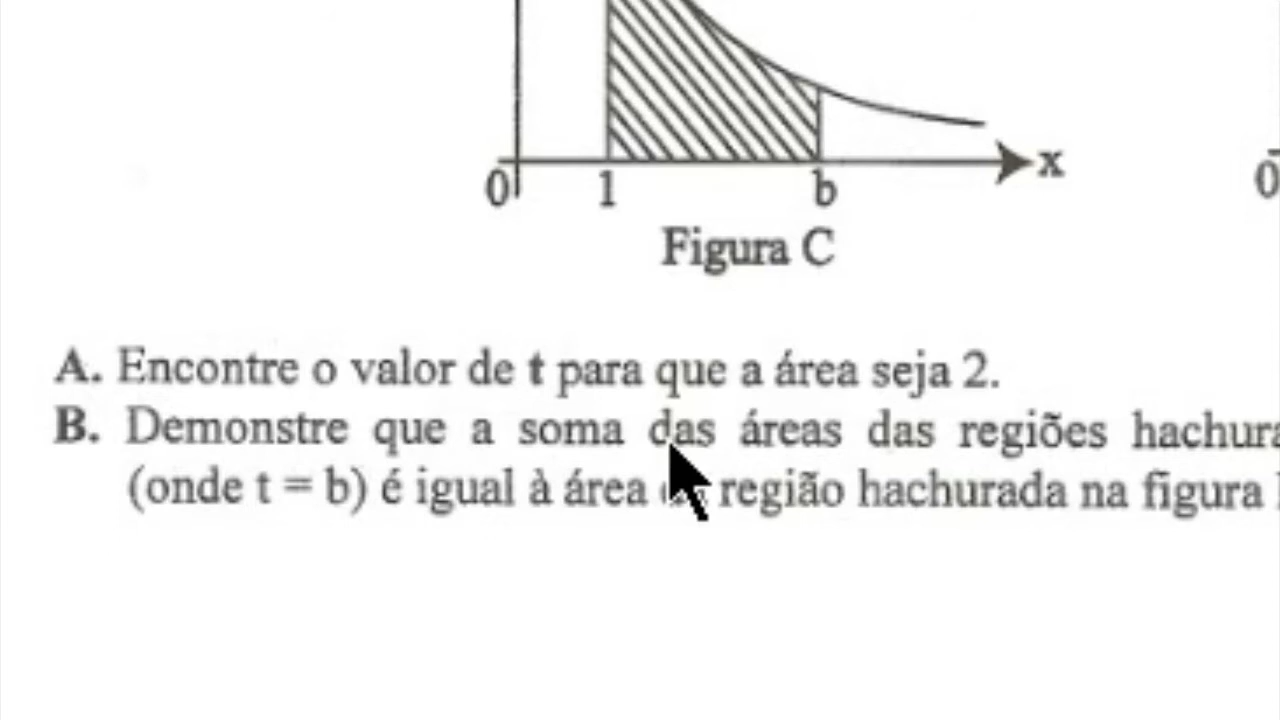 x
0 1 b 0
Figura C
A. Encontre o valor de t para que a área seja 2.
B. Demonstre que a soma das áreas das regiões
(onde t = b) é igual à área região hachurada na figura